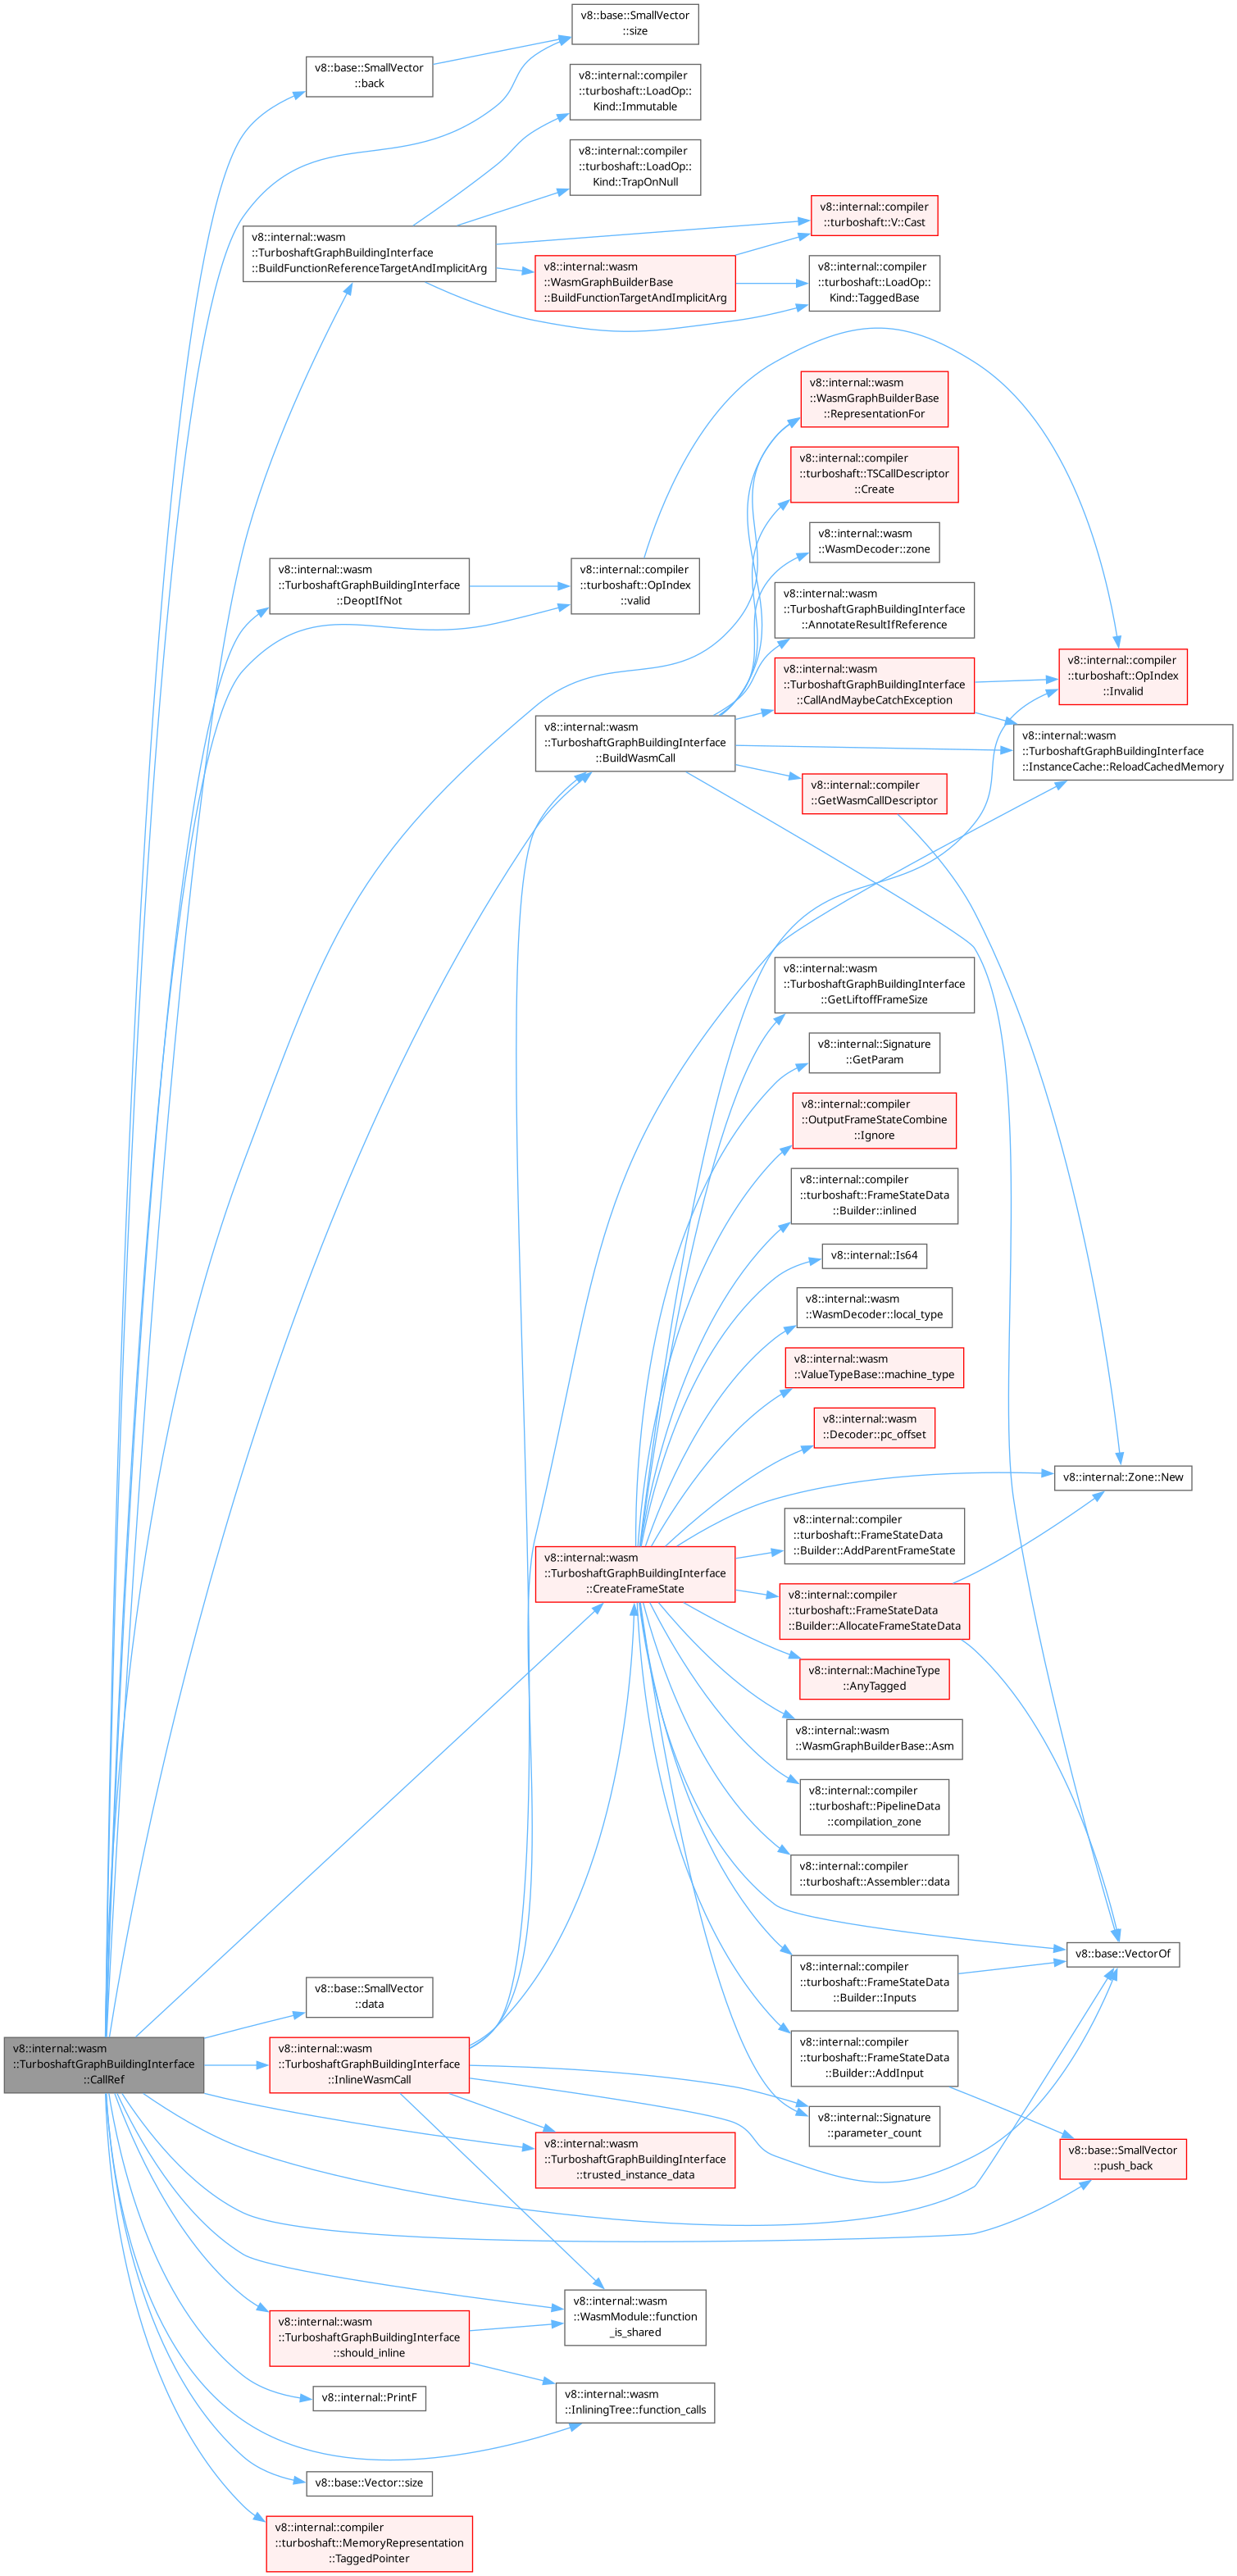 v8::base::SmallVector
::size
v8::base::SmallVector
::back
v8::internal::compiler
::turboshaft::LoadOp::
Kind::Immutable
v8::internal::compiler
::turboshaft::LoadOp::
Kind::TrapOnNull
v8::internal::compiler
::turboshaft::V::Cast
v8::internal::wasm
::TurboshaftGraphBuildingInterface
::BuildFunctionReferenceTargetAndImplicitArg
v8::internal::wasm
::WasmGraphBuilderBase
::BuildFunctionTargetAndImplicitArg
v8::internal::compiler
::turboshaft::LoadOp::
Kind::TaggedBase
v8::internal::wasm
::WasmGraphBuilderBase
::RepresentationFor
v8::internal::compiler
::turboshaft::TSCallDescriptor
::Create
v8::internal::wasm
::WasmDecoder::zone
v8::internal::wasm
::TurboshaftGraphBuildingInterface
::DeoptIfNot
v8::internal::compiler
::turboshaft::OpIndex
::valid
v8::internal::wasm
::TurboshaftGraphBuildingInterface
::AnnotateResultIfReference
v8::internal::compiler
::turboshaft::OpIndex
::Invalid
v8::internal::wasm
::TurboshaftGraphBuildingInterface
::CallAndMaybeCatchException
v8::internal::wasm
::TurboshaftGraphBuildingInterface
::BuildWasmCall
v8::internal::wasm
::TurboshaftGraphBuildingInterface
::InstanceCache::ReloadCachedMemory
v8::internal::compiler
::GetWasmCallDescriptor
v8::internal::wasm
::TurboshaftGraphBuildingInterface
::GetLiftoffFrameSize
v8::internal::Signature
::GetParam
v8::internal::compiler
::OutputFrameStateCombine
::Ignore
v8::internal::compiler
::turboshaft::FrameStateData
::Builder::inlined
v8::internal::Is64
v8::internal::wasm
::WasmDecoder::local_type
v8::internal::wasm
::ValueTypeBase::machine_type
v8::internal::wasm
::Decoder::pc_offset
v8::internal::Zone::New
v8::internal::compiler
::turboshaft::FrameStateData
::Builder::AddParentFrameState
v8::internal::wasm
::TurboshaftGraphBuildingInterface
::CreateFrameState
v8::internal::compiler
::turboshaft::FrameStateData
::Builder::AllocateFrameStateData
v8::internal::MachineType
::AnyTagged
v8::internal::wasm
::WasmGraphBuilderBase::Asm
v8::internal::compiler
::turboshaft::PipelineData
::compilation_zone
v8::internal::compiler
::turboshaft::Assembler::data
v8::base::VectorOf
v8::internal::compiler
::turboshaft::FrameStateData
::Builder::Inputs
v8::base::SmallVector
::data
v8::internal::wasm
::TurboshaftGraphBuildingInterface
::CallRef
v8::internal::wasm
::TurboshaftGraphBuildingInterface
::InlineWasmCall
v8::internal::compiler
::turboshaft::FrameStateData
::Builder::AddInput
v8::internal::Signature
::parameter_count
v8::internal::wasm
::TurboshaftGraphBuildingInterface
::trusted_instance_data
v8::base::SmallVector
::push_back
v8::internal::wasm
::WasmModule::function
_is_shared
v8::internal::wasm
::TurboshaftGraphBuildingInterface
::should_inline
v8::internal::PrintF
v8::internal::wasm
::InliningTree::function_calls
v8::base::Vector::size
v8::internal::compiler
::turboshaft::MemoryRepresentation
::TaggedPointer